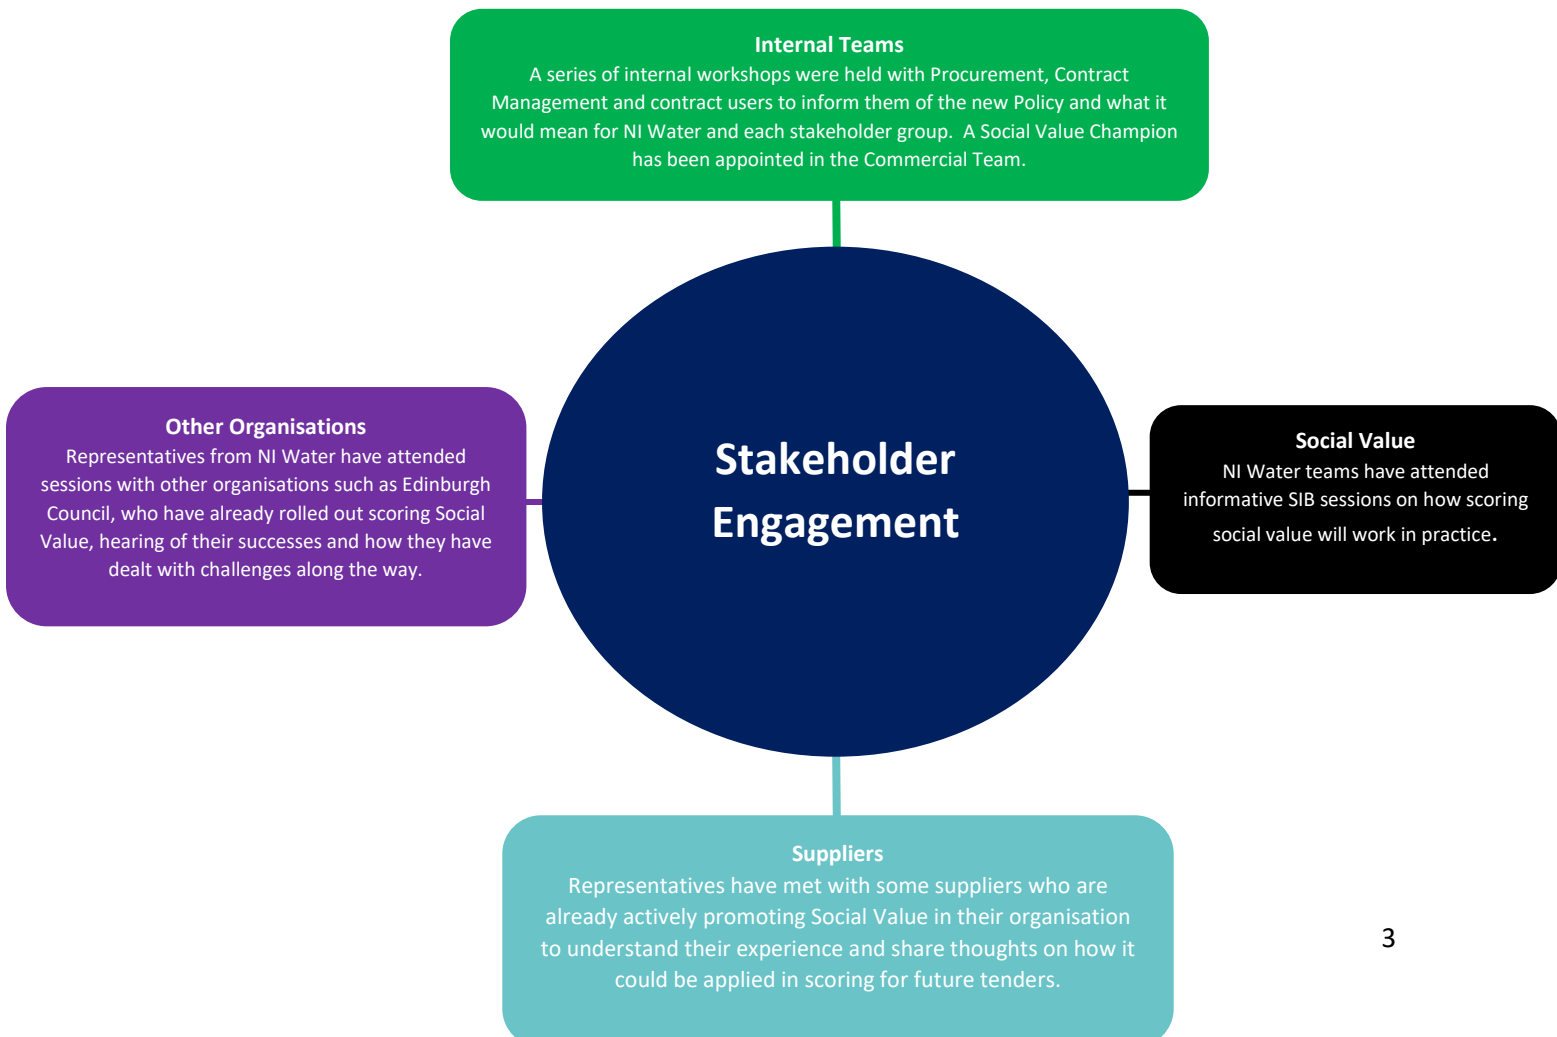 Internal Teams
A series of internal workshops were held with Procurement, Contract
Management and contract users to inform them of the new Policy and what it
would mean for NI Water and each stakeholder group.  A Social Value Champion
has been appointed in the Commercial Team.
Other Organisations
Representatives from NI Water have attended
sessions with other organisations such as Edinburgh
Council, who have already rolled out scoring Social
Value, hearing of their successes and how they have
dealt with challenges along the way.
Stakeholder
Engagement
Social Value
NI Water teams have attended
informative SIB sessions on how scoring
social value will work in practice.
Suppliers
Representatives have met with some suppliers who are
already actively promoting Social Value in their organisation
to understand their experience and share thoughts on how it
could be applied in scoring for future tenders.
3